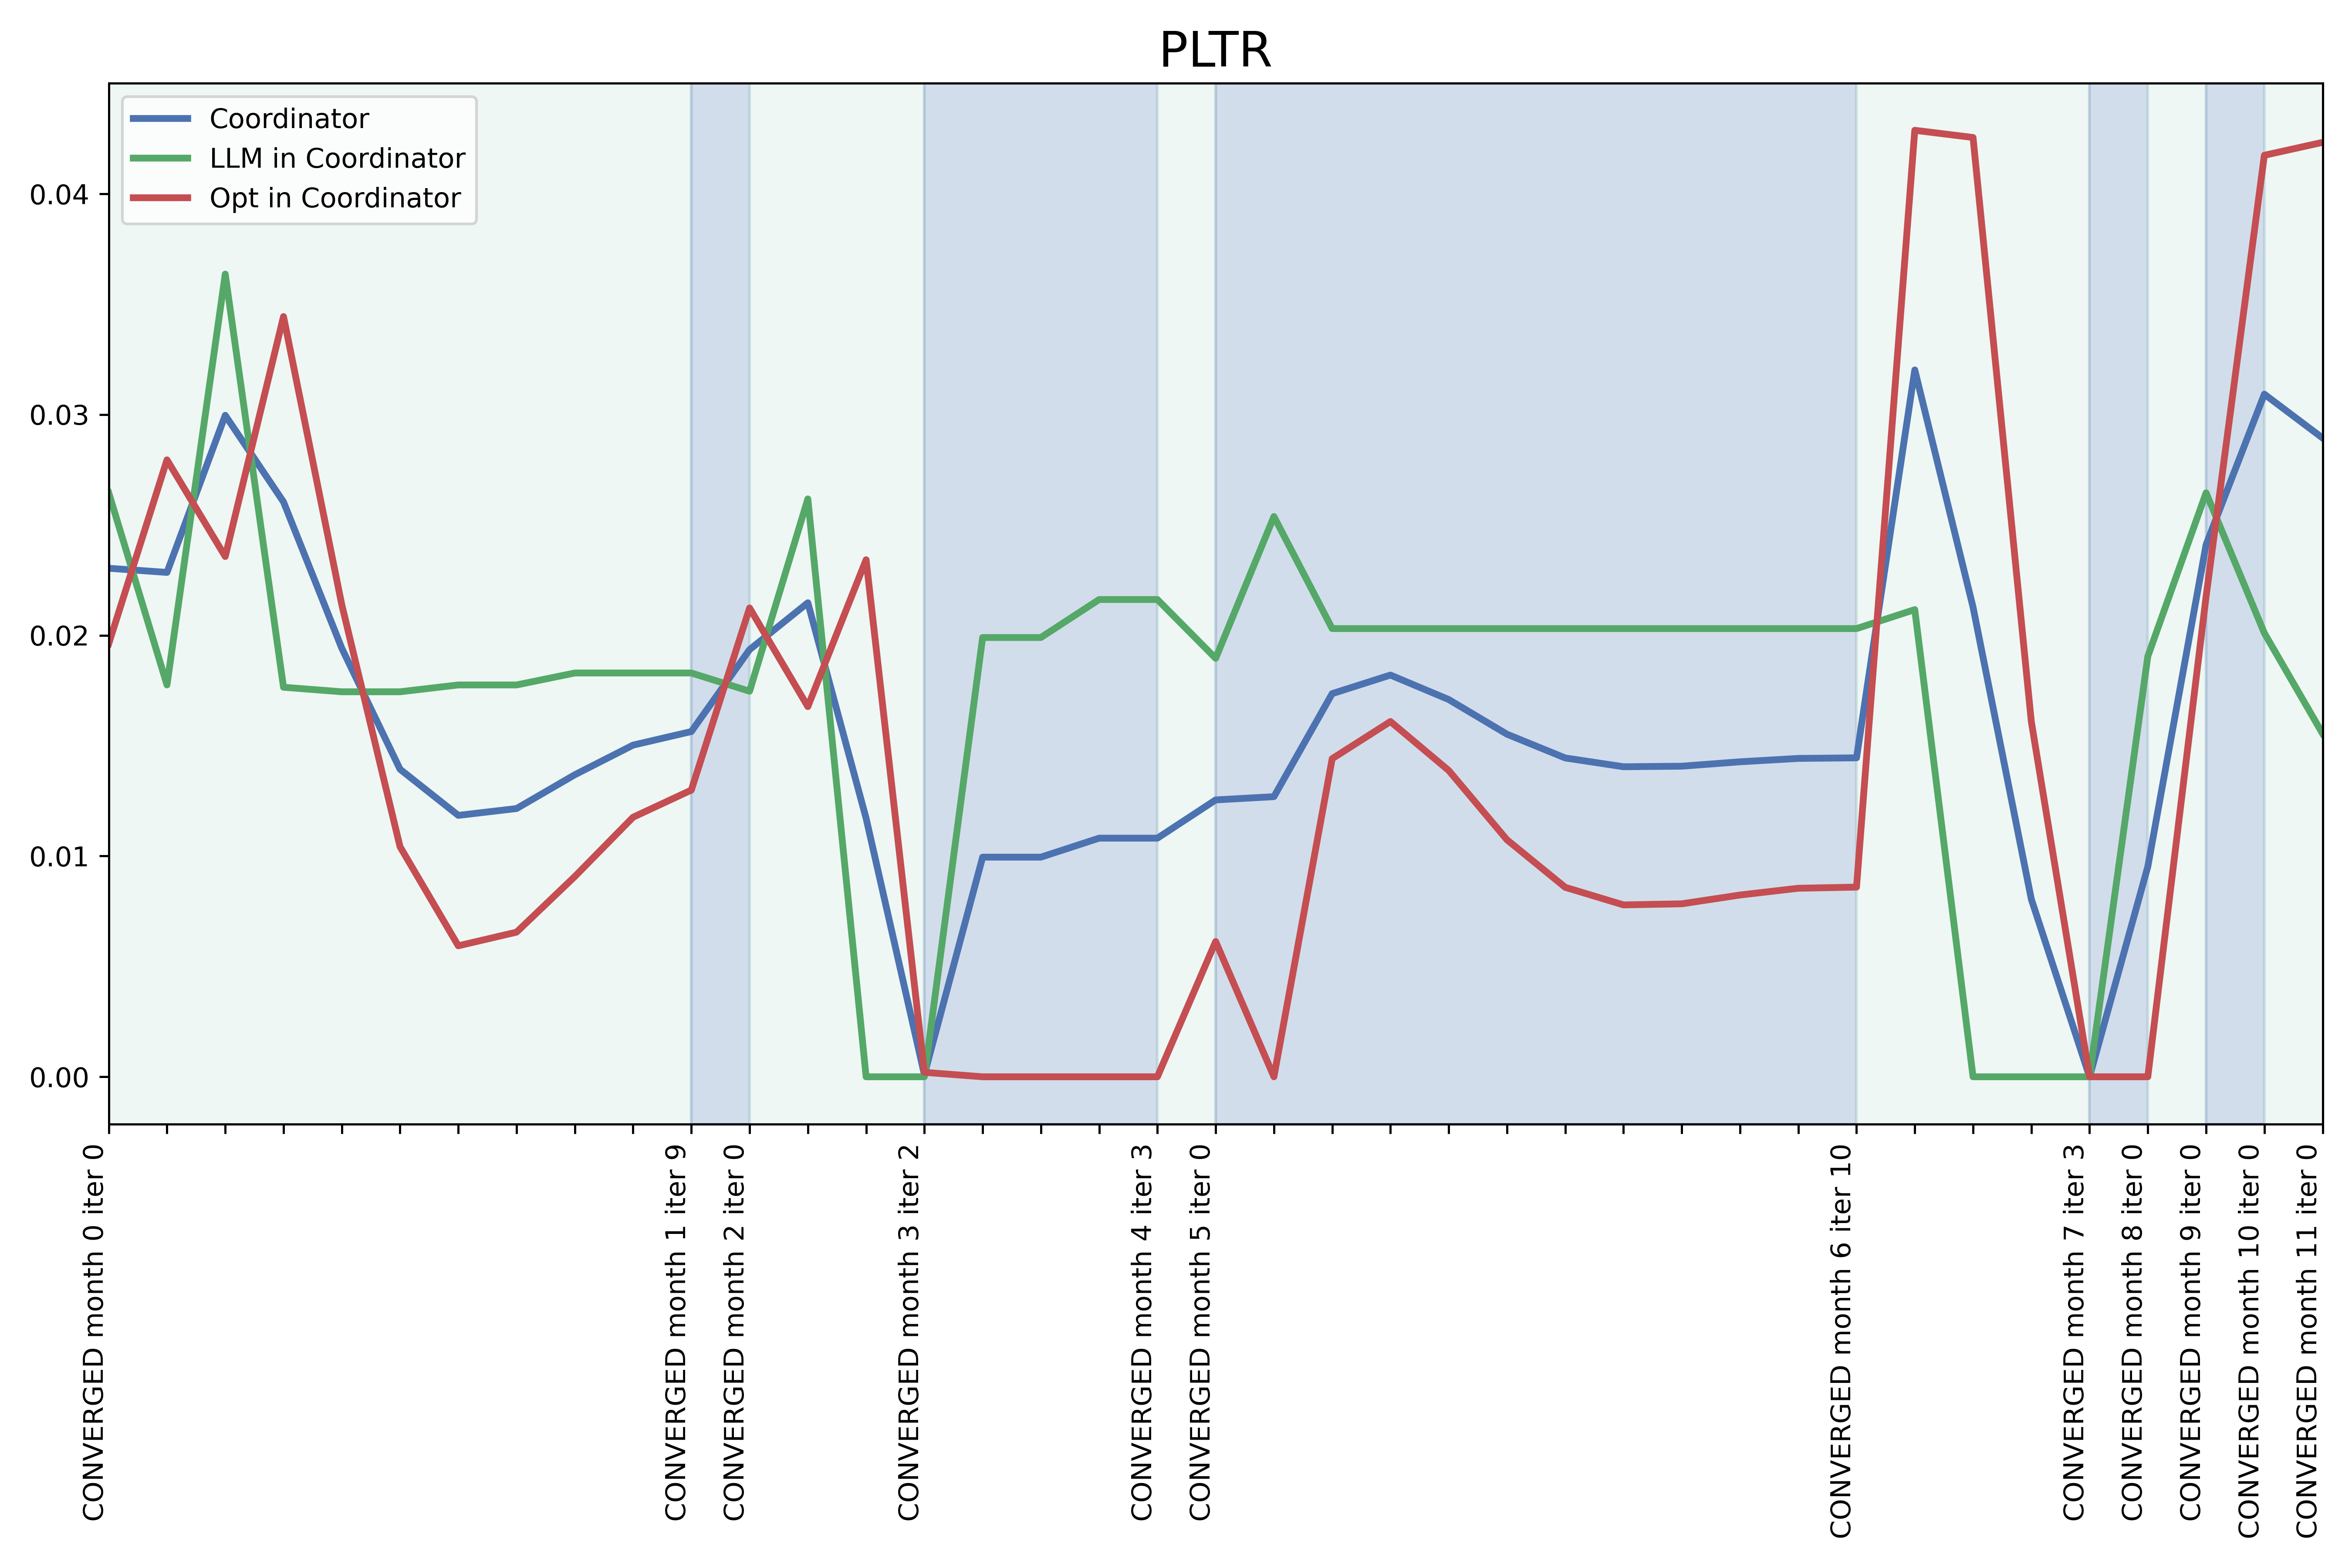 PLTR
Coordinator
LLM in Coordinator
Opt in Coordinator
0.04
0.03
0.02
0.01
0.00
CONVERGED month 0 iter 0
CONVERGED month 1 iter 9
CONVERGED month 2 iter 0
CONVERGED month 3 iter 2
CONVERGED month 4 iter 3
CONVERGED month 5 iter 0
CONVERGED month 6 iter 10
CONVERGED month 7 iter 3
CONVERGED month 8 iter 0
CONVERGED month 9 iter 0
CONVERGED month 10 iter 0
CONVERGED month 11 iter 0